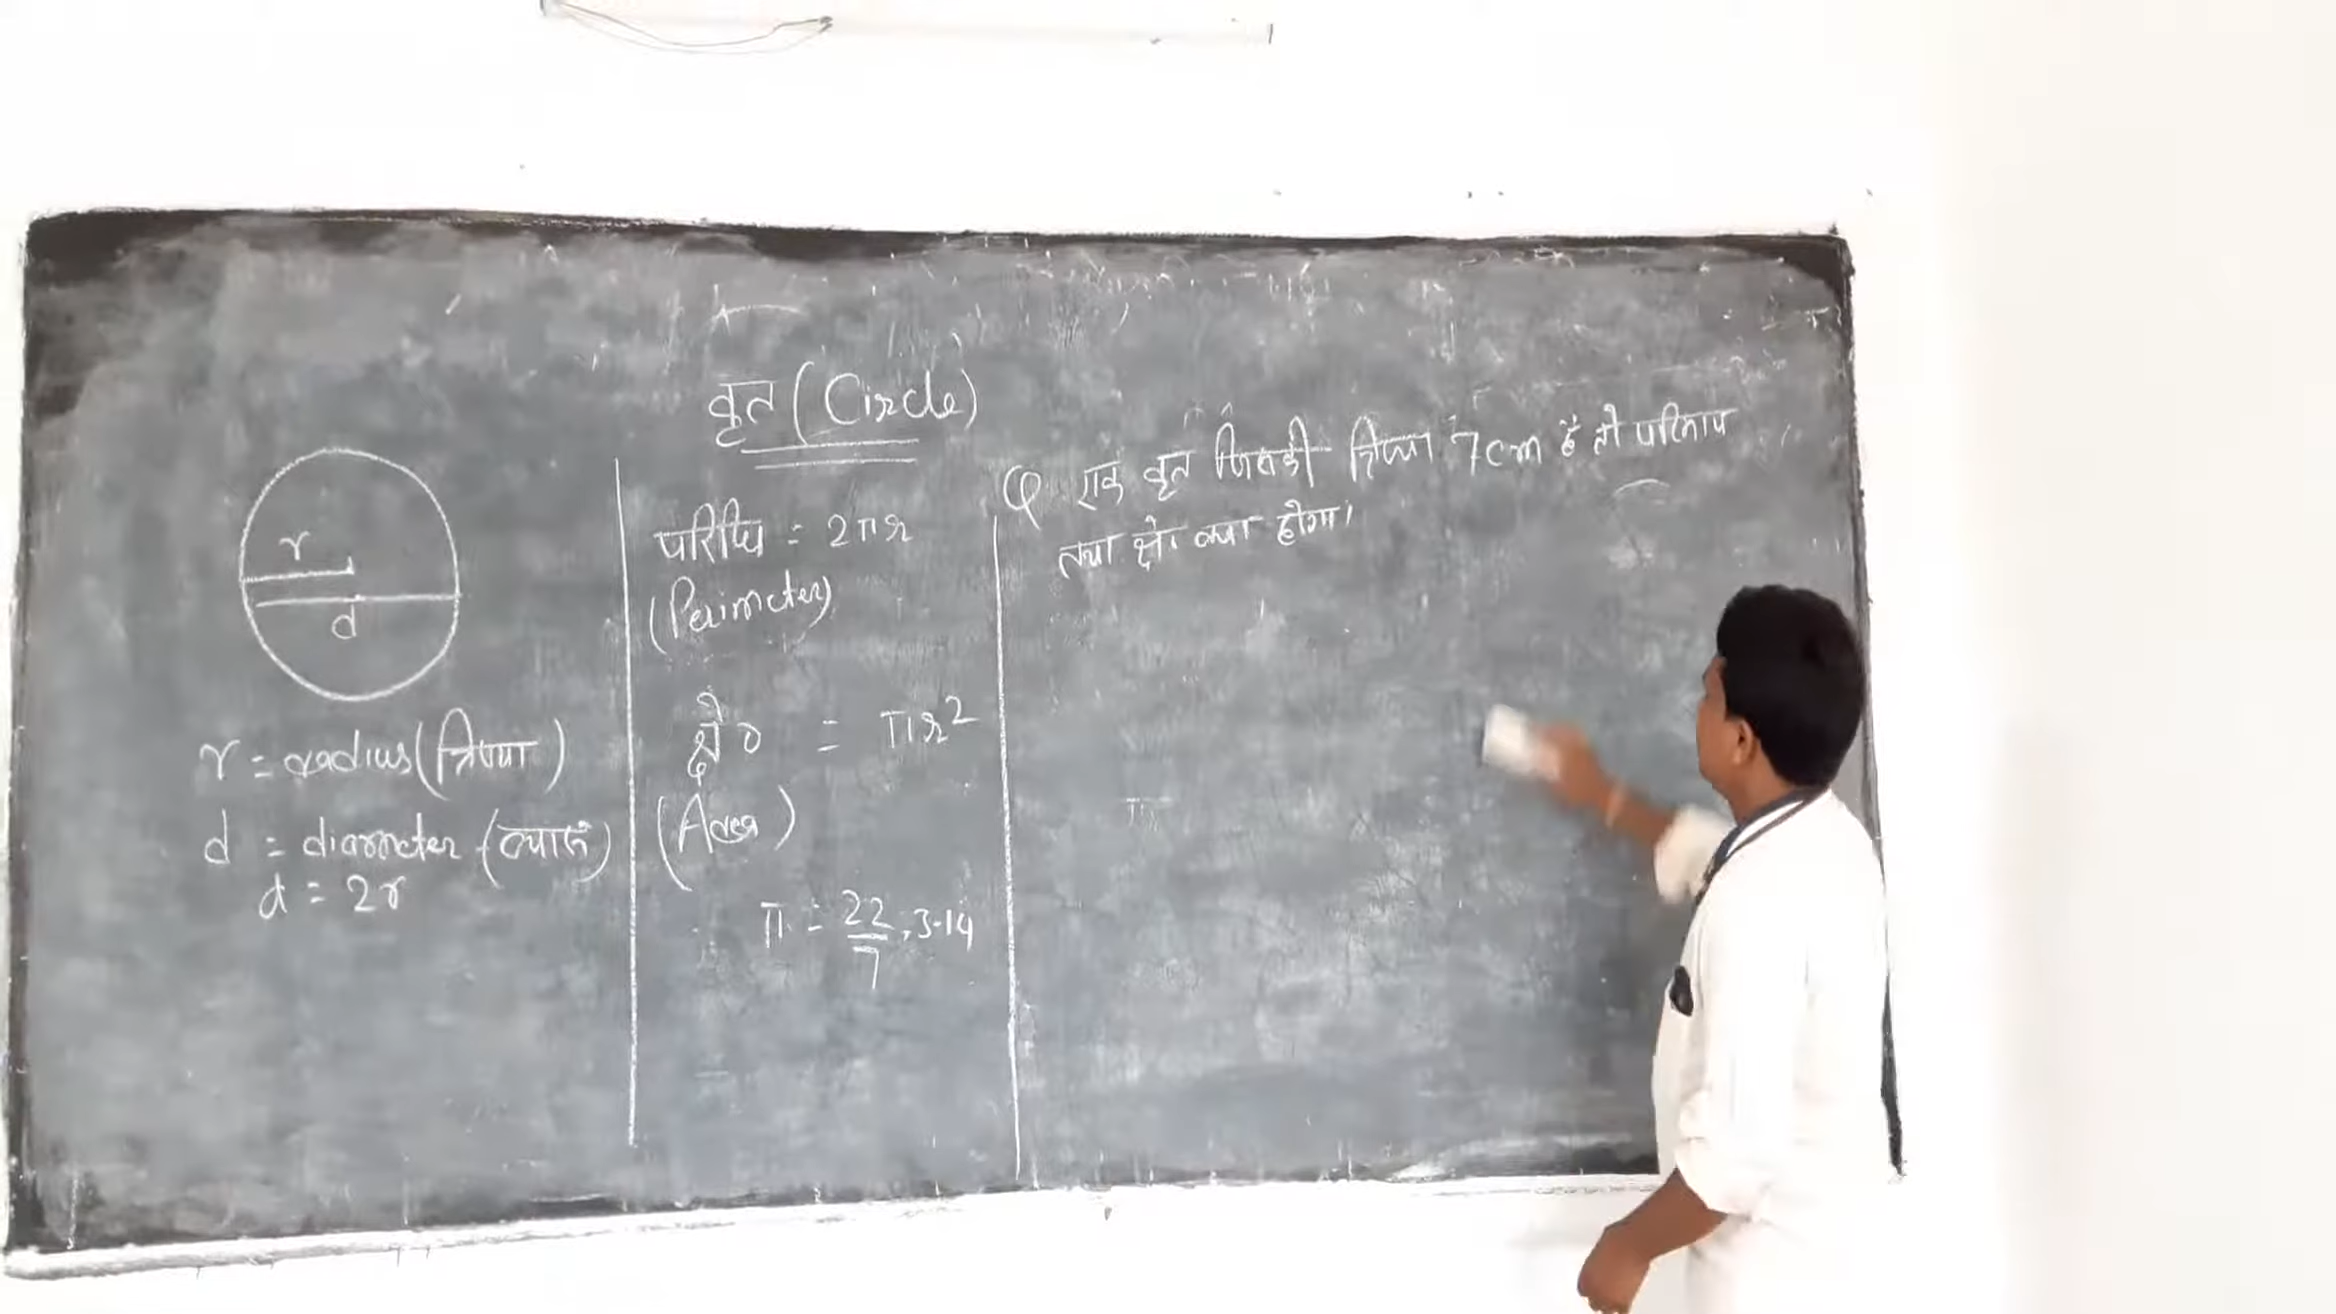 वृत (Circle)
r
d
r = radius (त्रिज्या)
d = diameter (व्यास)
d = 2r
परिधि = 2πr
(Perimeter)
क्षे० = πr²
(Area)
π = 22/7, 3.14
Q एक वृत जिसकी त्रिज्या 7cm है तो परिमाप
तथा क्षे० क्या होगा।